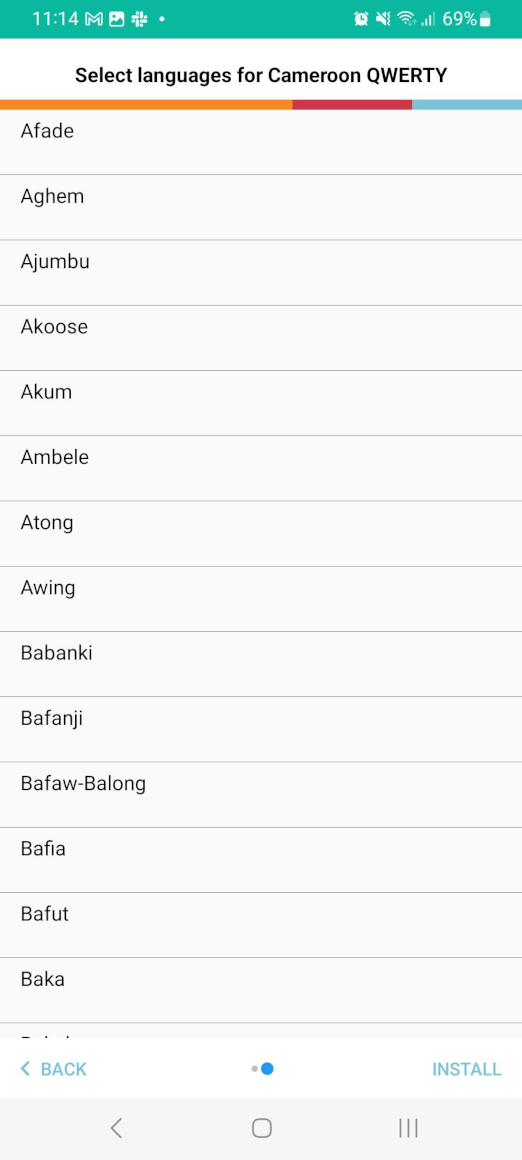 11:14 69%
Select languages for Cameroon QWERTY
Afade
Aghem
Ajumbu
Akoose
Akum
Ambele
Atong
Awing
Babanki
Bafanji
Bafaw-Balong
Bafia
Bafut
Baka
BACK INSTALL